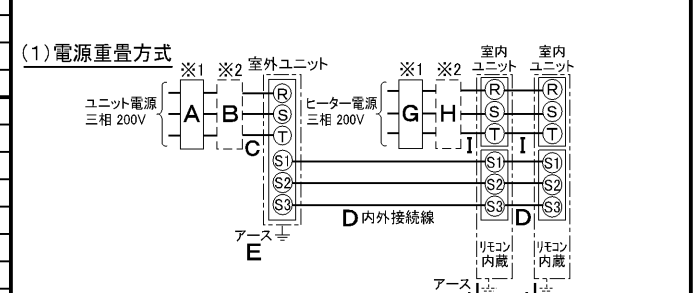 (1)電源重畳方式
※1 ※2 室外ユニット
ユニット電源
三相 200V
A B
C
R
S
T
S1
S2
S3
アース
E
※1 ※2
ヒーター電源
三相 200V
G H
I I
室内
ユニット
R
S
T
S1
S2
S3
リモコン
内蔵
室内
ユニット
R
S
T
S1
S2
S3
リモコン
内蔵
D 内外接続線
D
アース